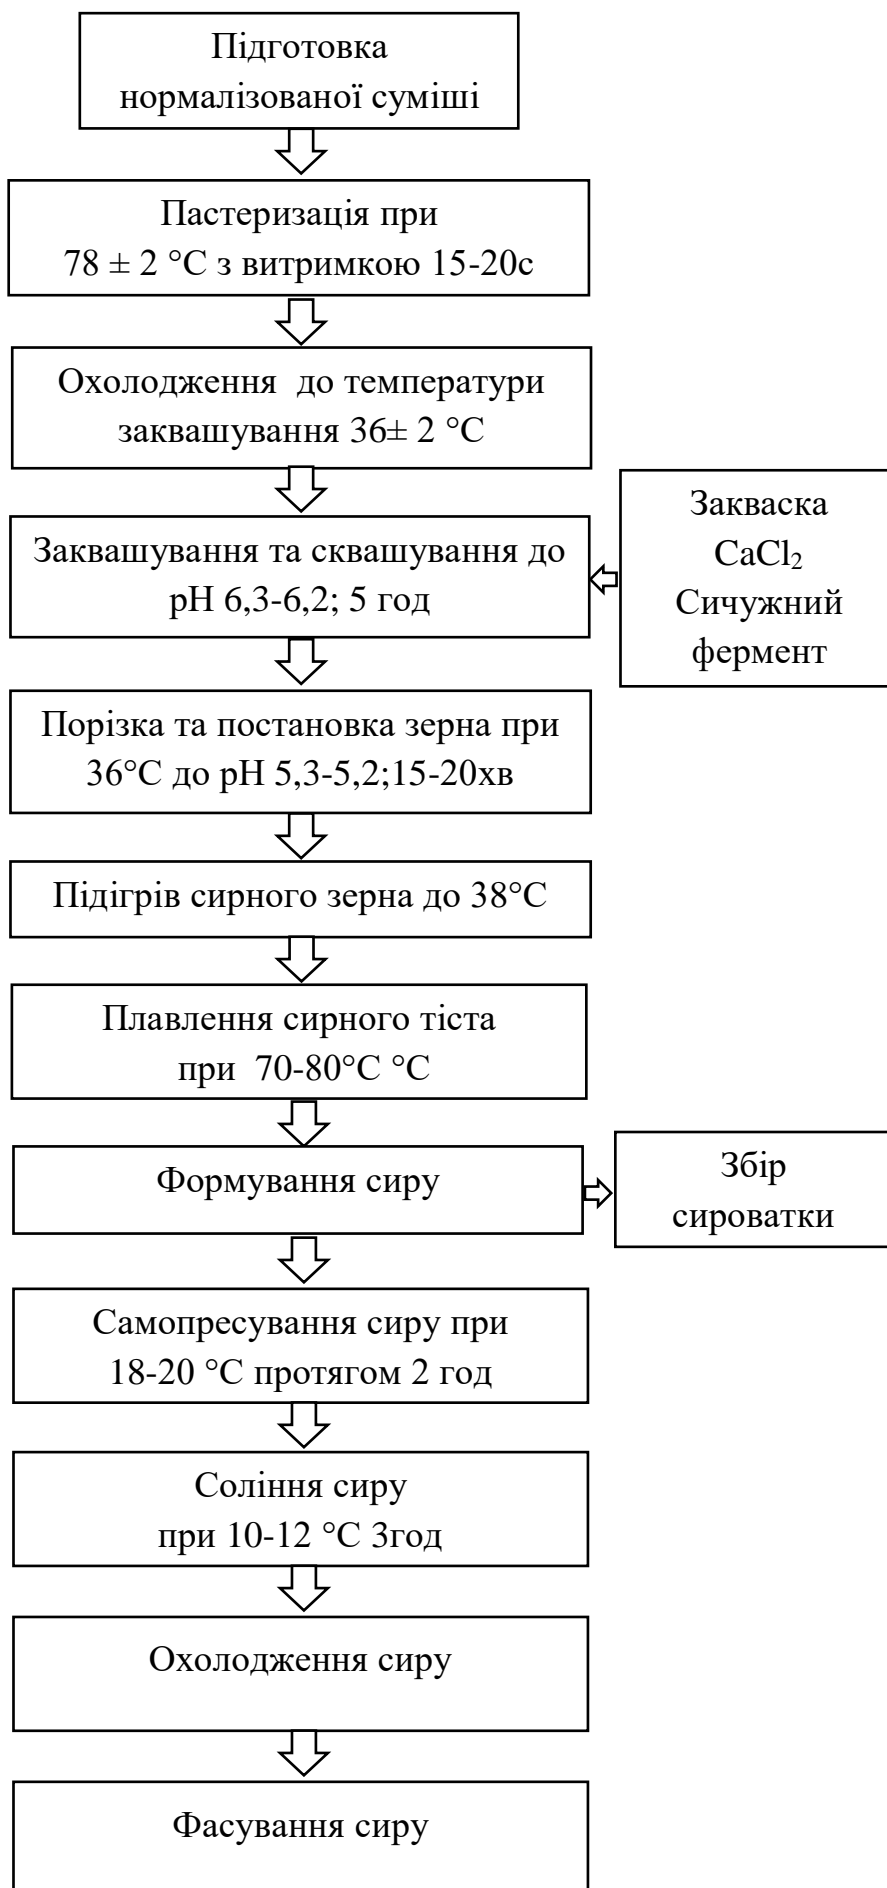 Підготовка
нормалізованої суміші
Пастеризація при
78 ± 2 °С з витримкою 15-20с
Охолодження до температури
заквашування 36± 2 °С
Заквашування та сквашування до
рН 6,3-6,2; 5 год
Закваска
CaCl₂
Сичужний
фермент
Порізка та постановка зерна при
36°С до рН 5,3-5,2;15-20хв
Підігрів сирного зерна до 38°С
Плавлення сирного тіста
при 70-80°С °С
Формування сиру
Збір
сироватки
Самопресування сиру при
18-20 °С протягом 2 год
Соління сиру
при 10-12 °С 3год
Охолодження сиру
Фасування сиру